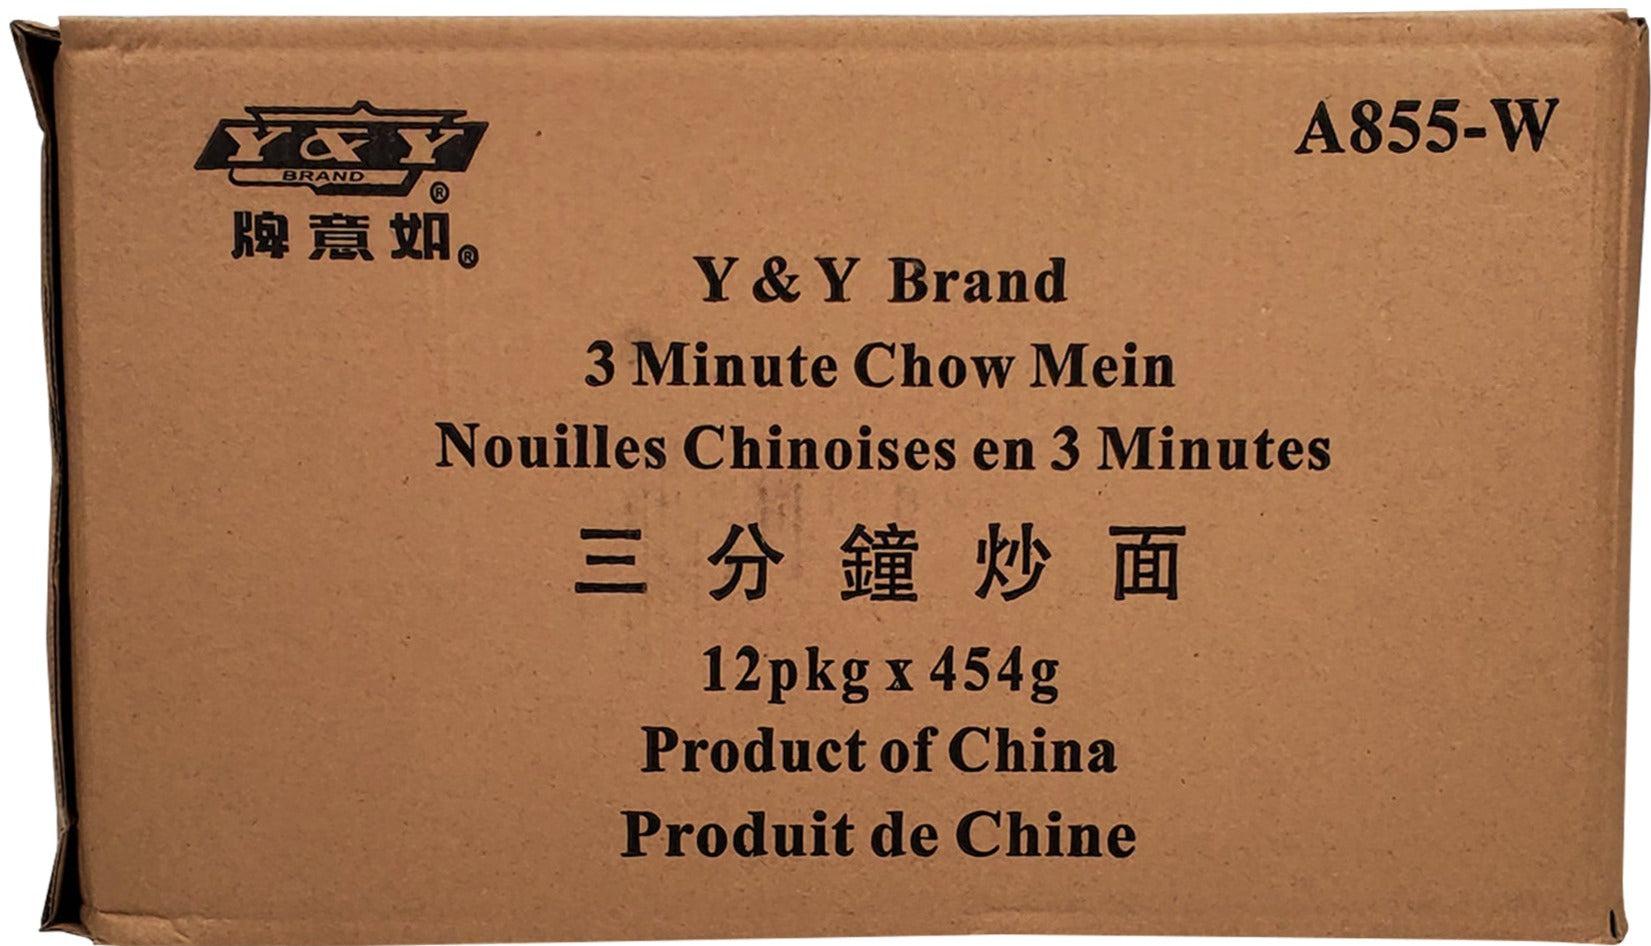 Y & Y
BRAND
®
牌意如®
A855-W
Y & Y Brand
3 Minute Chow Mein
Nouilles Chinoises en 3 Minutes
三分鐘炒面
12pkg x 454g
Product of China
Produit de Chine